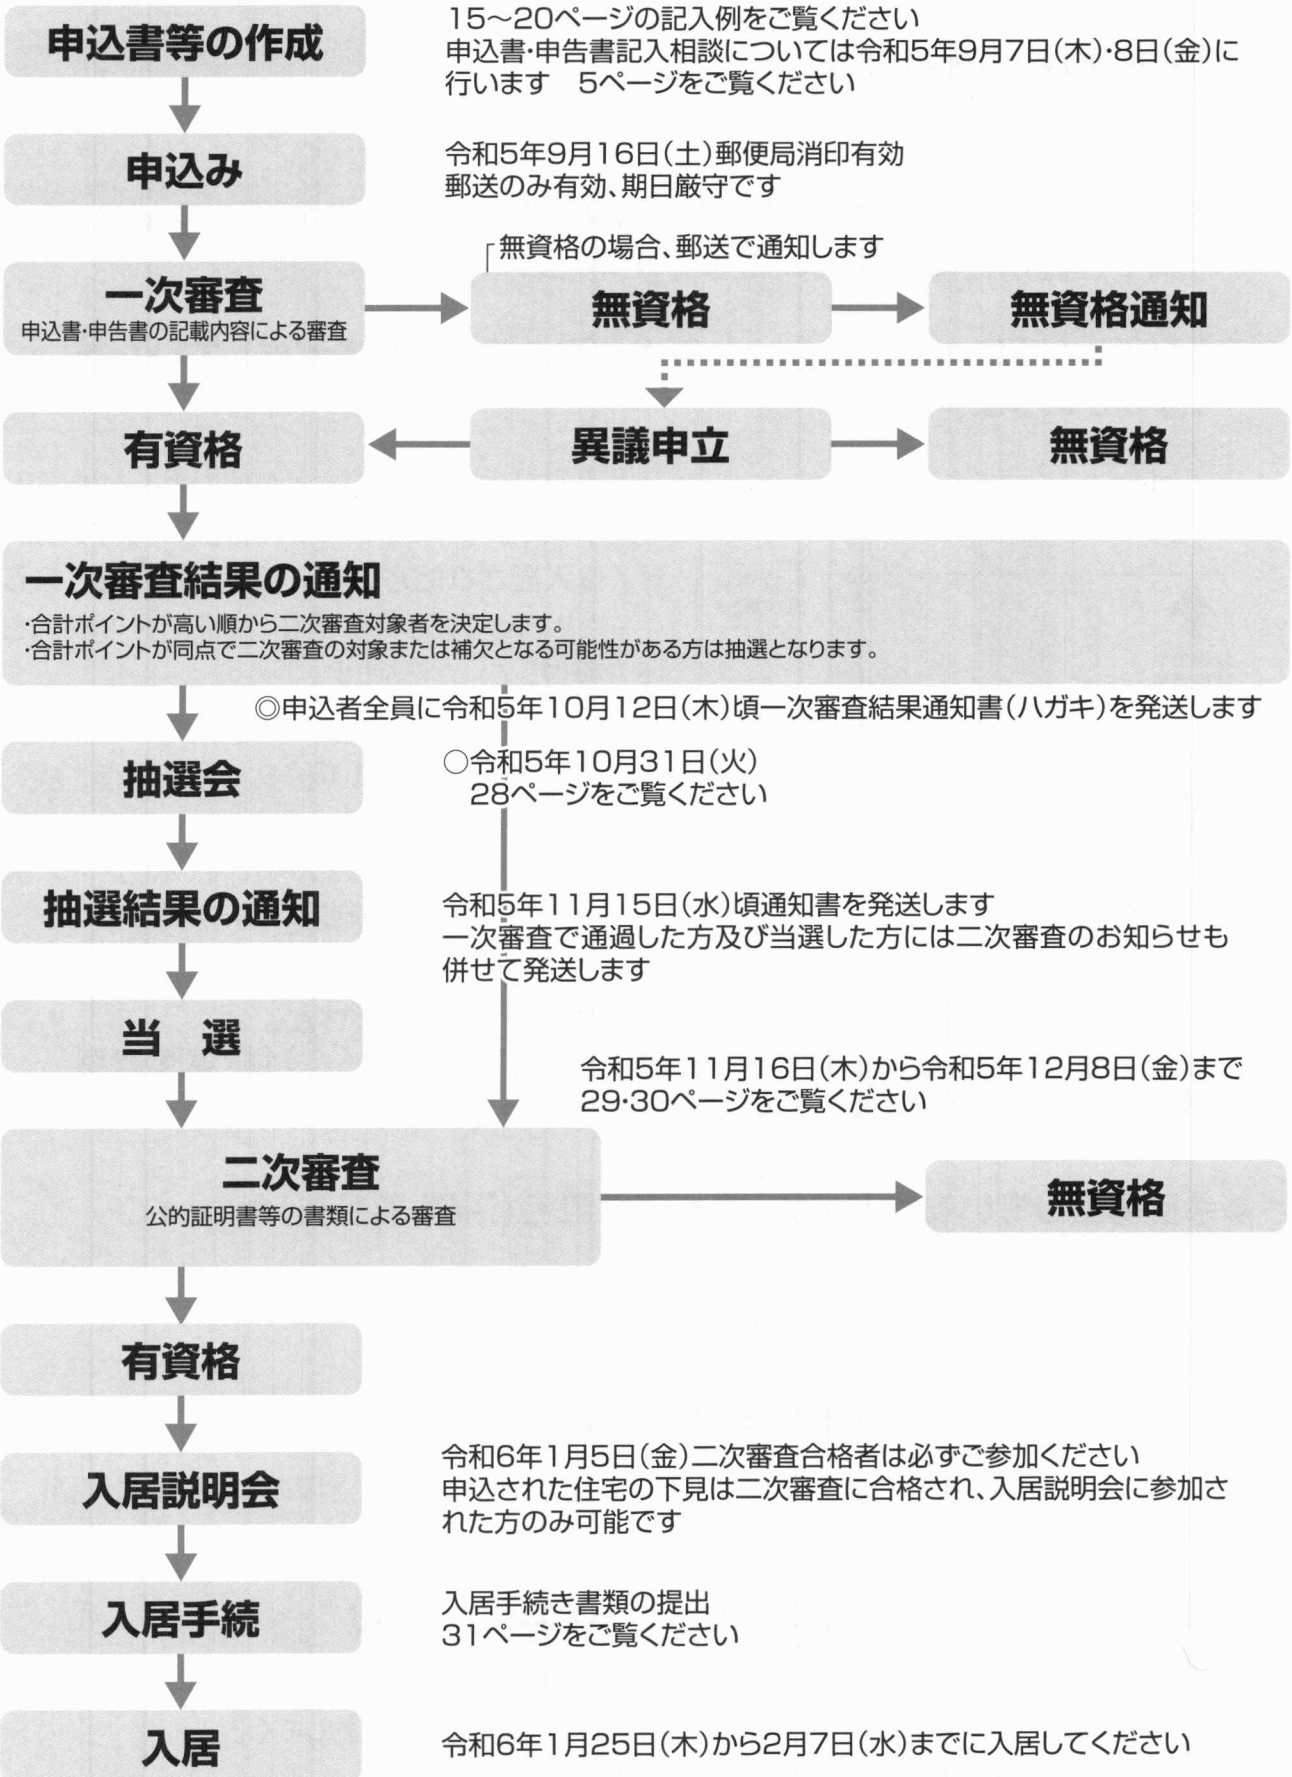 申込書等の作成
15〜20ページの記入例をご覧ください
申込書・申告書記入相談については令和5年9月7日(木)・8日(金)に
行います　5ページをご覧ください
申込み
令和5年9月16日(土)郵便局消印有効
郵送のみ有効、期日厳守です
無資格の場合、郵送で通知します
一次審査
申込書・申告書の記載内容による審査
無資格
無資格通知
有資格
異議申立
無資格
一次審査結果の通知
・合計ポイントが高い順から二次審査対象者を決定します。
・合計ポイントが同点で二次審査の対象または補欠となる可能性がある方は抽選となります。
◎申込者全員に令和5年10月12日(木)頃一次審査結果通知書(ハガキ)を発送します
抽選会
○令和5年10月31日(火)
28ページをご覧ください
抽選結果の通知
令和5年11月15日(水)頃通知書を発送します
一次審査で通過した方及び当選した方には二次審査のお知らせも
併せて発送します
当　選
令和5年11月16日(木)から令和5年12月8日(金)まで
29・30ページをご覧ください
二次審査
公的証明書等の書類による審査
無資格
有資格
入居説明会
令和6年1月5日(金)二次審査合格者は必ずご参加ください
申込された住宅の下見は二次審査に合格され、入居説明会に参加さ
れた方のみ可能です
入居手続
入居手続き書類の提出
31ページをご覧ください
入居
令和6年1月25日(木)から2月7日(水)までに入居してください